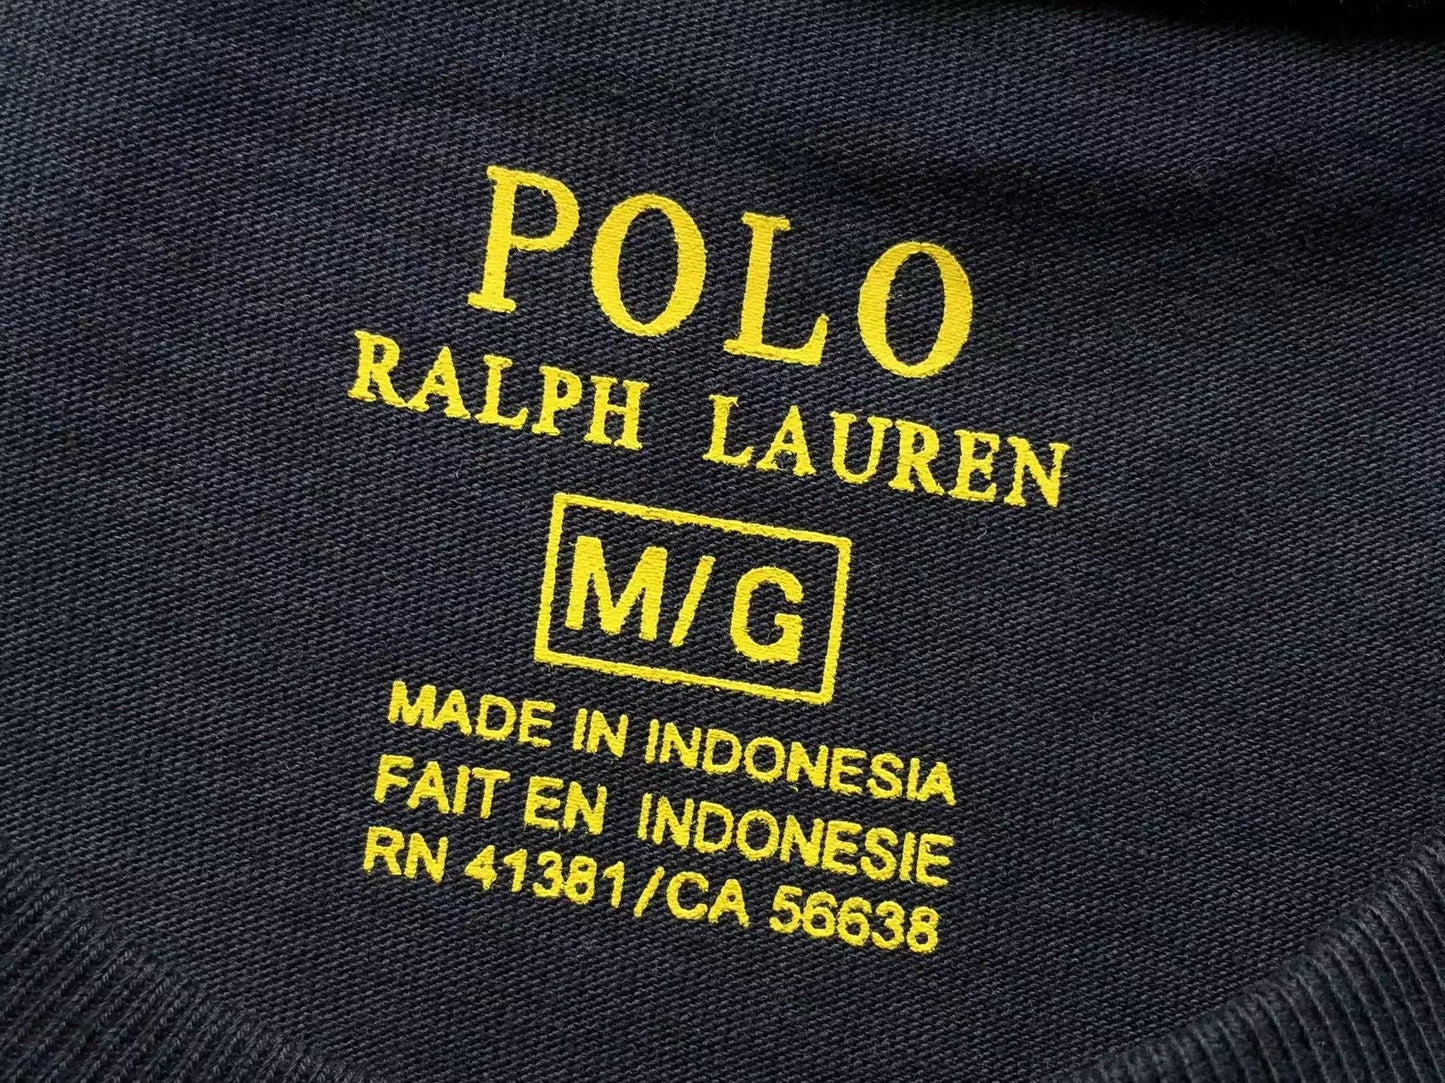 POLO
RALPH LAUREN
M/G
MADE IN INDONESIA
FAIT EN INDONESIE
RN 41381/CA 56638